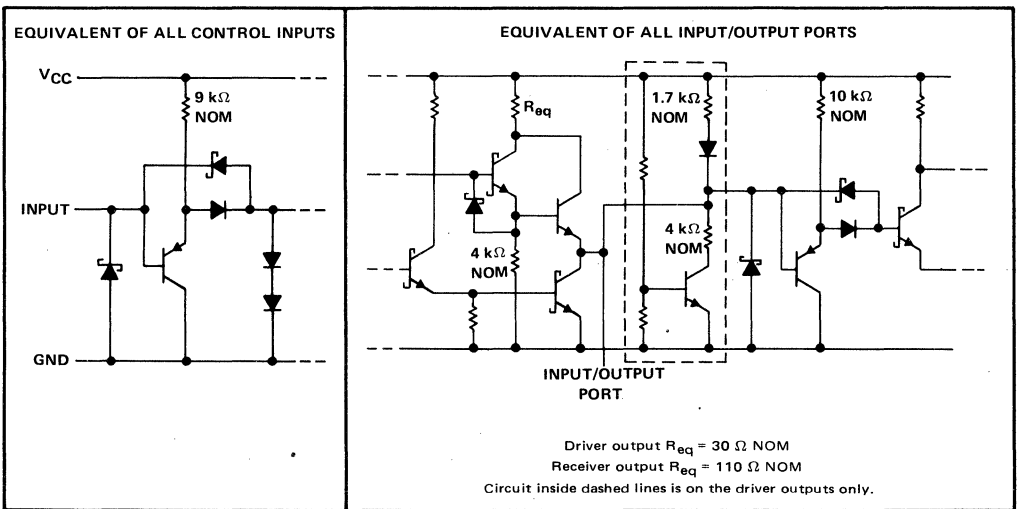 EQUIVALENT OF ALL CONTROL INPUTS
VCC
9 kΩ
NOM
INPUT
GND
EQUIVALENT OF ALL INPUT/OUTPUT PORTS
Req
1.7 kΩ
NOM
10 kΩ
NOM
4 kΩ
NOM
4 kΩ
NOM
INPUT/OUTPUT
PORT
Driver output Req = 30 Ω NOM
Receiver output Req = 110 Ω NOM
Circuit inside dashed lines is on the driver outputs only.